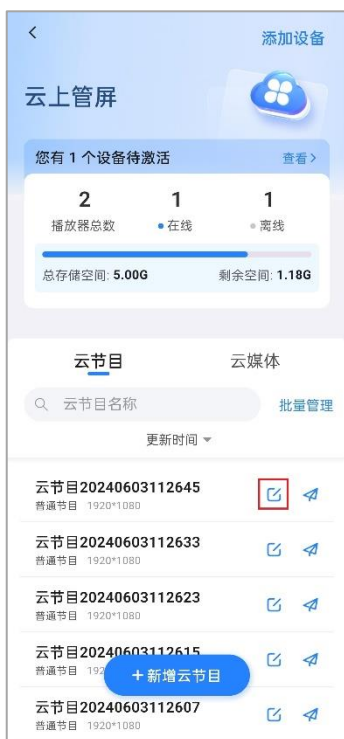 添加设备
云上管屏
您有 1 个设备待激活 查看>
2 1 1
播放器总数 在线 离线
总存储空间: 5.00G 剩余空间: 1.18G
云节目 云媒体
云节目名称 批量管理
更新时间
云节目20240603112645
普通节目 1920*1080
云节目20240603112633
普通节目 1920*1080
云节目20240603112623
普通节目 1920*1080
云节目20240603112615
普通节目 192
+新增云节目
云节目20240603112607
普通节目 1920*1080